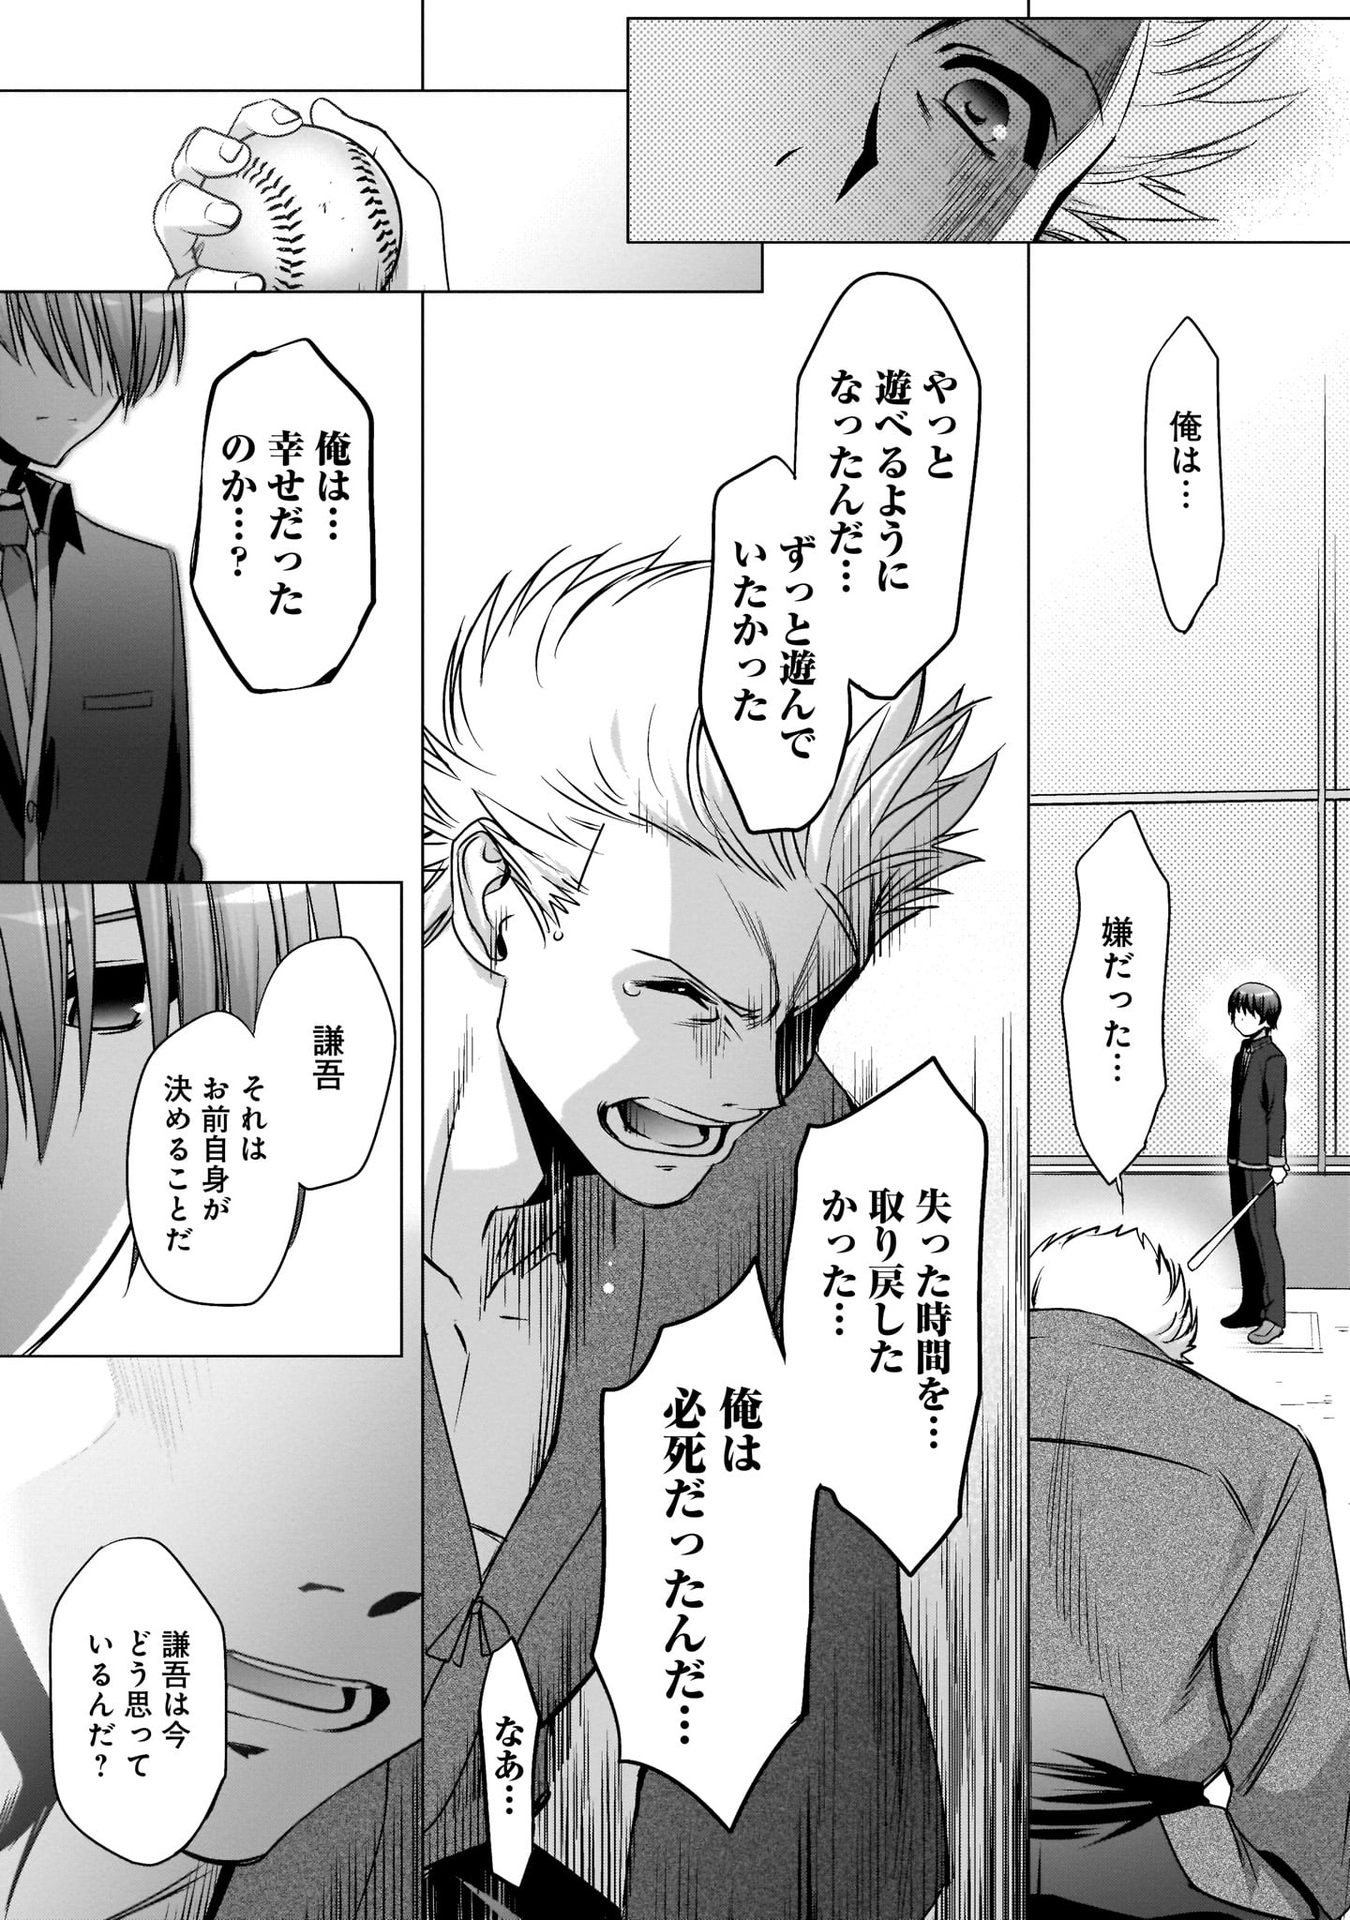 俺は…
嫌だった…
やっと
遊べるように
なったんだ…
ずっと遊んで
いたかった
失った時間を…
取り戻した
かった…
俺は
必死だったんだ…
なあ…
俺は…
幸せだった
のか…?
謙吾
それは
お前自身が
決めることだ
謙吾は今
どう思って
いるんだ?